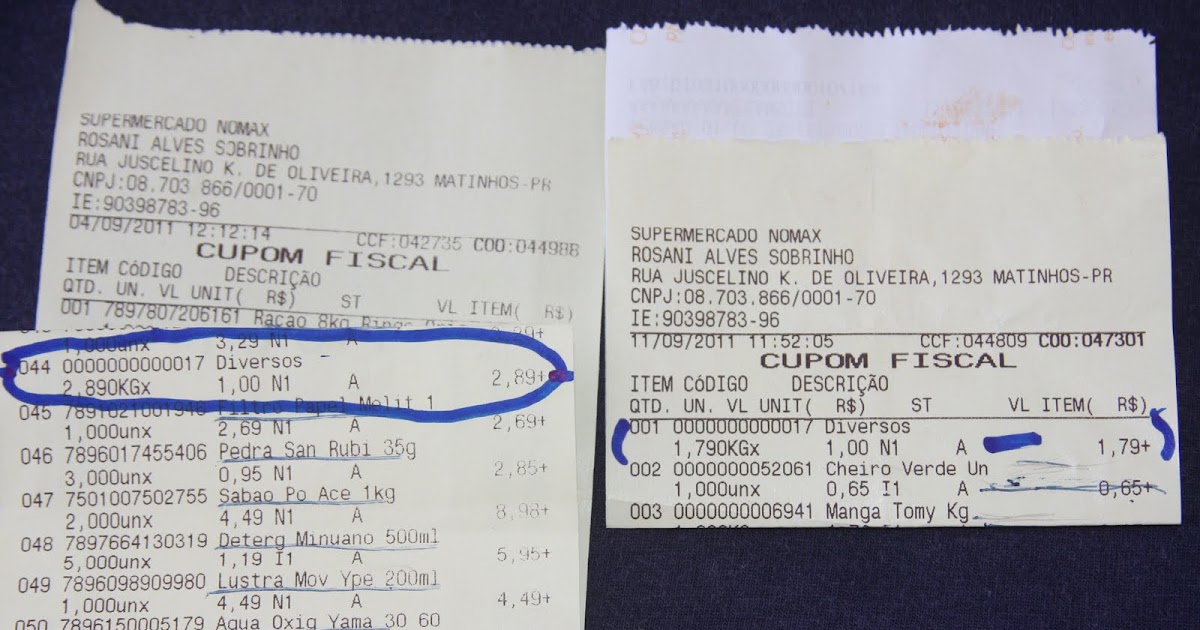 SUPERMERCADO NOMAX
ROSANI ALVES SOBRINHO
RUA JUSCELINO K. DE OLIVEIRA,1293 MATINHOS-PR
CNPJ:08.703 866/0001-70
IE:90398783-96
04/09/2011 12:12:14 CCF:042735 COO:044988
CUPOM FISCAL
ITEM CóDIGO DESCRIÇÃO
QTD. UN. VL UNIT( R$) ST VL ITEM( R$)
001 7897807206161 Racao 8kg
1,000unx 3,29 N1 A
044 0000000000017 Diversos
2,890KGx 1,00 N1 A 2,89+
045 7891021001946 Filtro Papel Melit 1
1,000unx 2,69 N1 A 2,69+
046 7896017455406 Pedra San Rubi 35g
3,000unx 0,95 N1 A 2,85+
047 7501007502755 Sabao Po Ace 1kg
2,000unx 4,49 N1 A 8,98+
048 7897664130319 Deterg Minuano 500ml
5,000unx 1,19 I1 A 5,95+
049 7896098909980 Lustra Mov Ype 200ml
1,000unx 4,49 N1 A 4,49+
050 7896150005179 Agua Oxig Yama 30 60
SUPERMERCADO NOMAX
ROSANI ALVES SOBRINHO
RUA JUSCELINO K. DE OLIVEIRA,1293 MATINHOS-PR
CNPJ:08.703.866/0001-70
IE:90398783-96
11/09/2011 11:52:05 CCF:044809 COO:047301
CUPOM FISCAL
ITEM CóDIGO DESCRIÇÃO
QTD. UN. VL UNIT( R$) ST VL ITEM( R$)
001 0000000000017 Diversos
1,790KGx 1,00 N1 A 1,79+
002 0000000052061 Cheiro Verde Un
1,000unx 0,65 I1 A 0,65+
003 0000000006941 Manga Tomy Kg